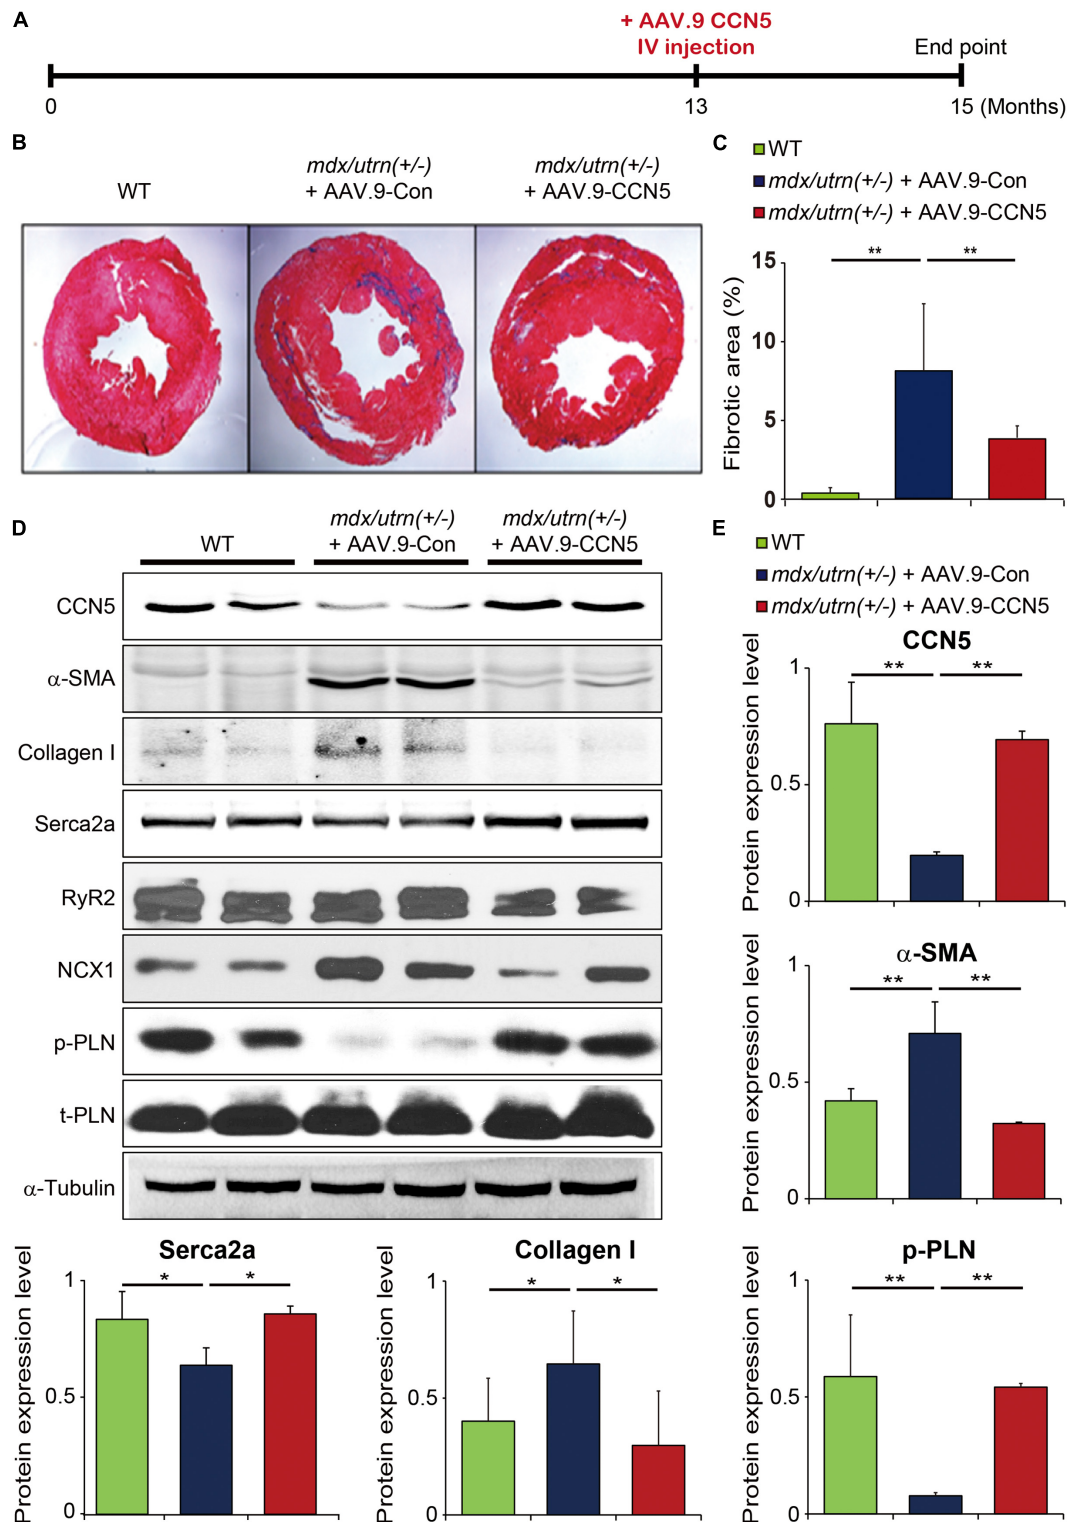 A
+ AAV.9 CCN5
IV injection
End point
0
13
15 (Months)
B
WT
mdx/utrn(+/-)
+ AAV.9-Con
mdx/utrn(+/-)
+ AAV.9-CCN5
C
WT
mdx/utrn(+/-) + AAV.9-Con
mdx/utrn(+/-) + AAV.9-CCN5
Fibrotic area (%)
15
10
5
0
**
**
D
WT
mdx/utrn(+/-)
+ AAV.9-Con
mdx/utrn(+/-)
+ AAV.9-CCN5
CCN5
α-SMA
Collagen I
Serca2a
RyR2
NCX1
p-PLN
t-PLN
α-Tubulin
E
WT
mdx/utrn(+/-) + AAV.9-Con
mdx/utrn(+/-) + AAV.9-CCN5
CCN5
Protein expression level
1
0.5
0
**
**
α-SMA
Protein expression level
1
0.5
0
**
**
Serca2a
Protein expression level
1
0.5
0
*
*
Collagen I
Protein expression level
1
0.5
0
*
*
p-PLN
Protein expression level
1
0.5
0
**
**